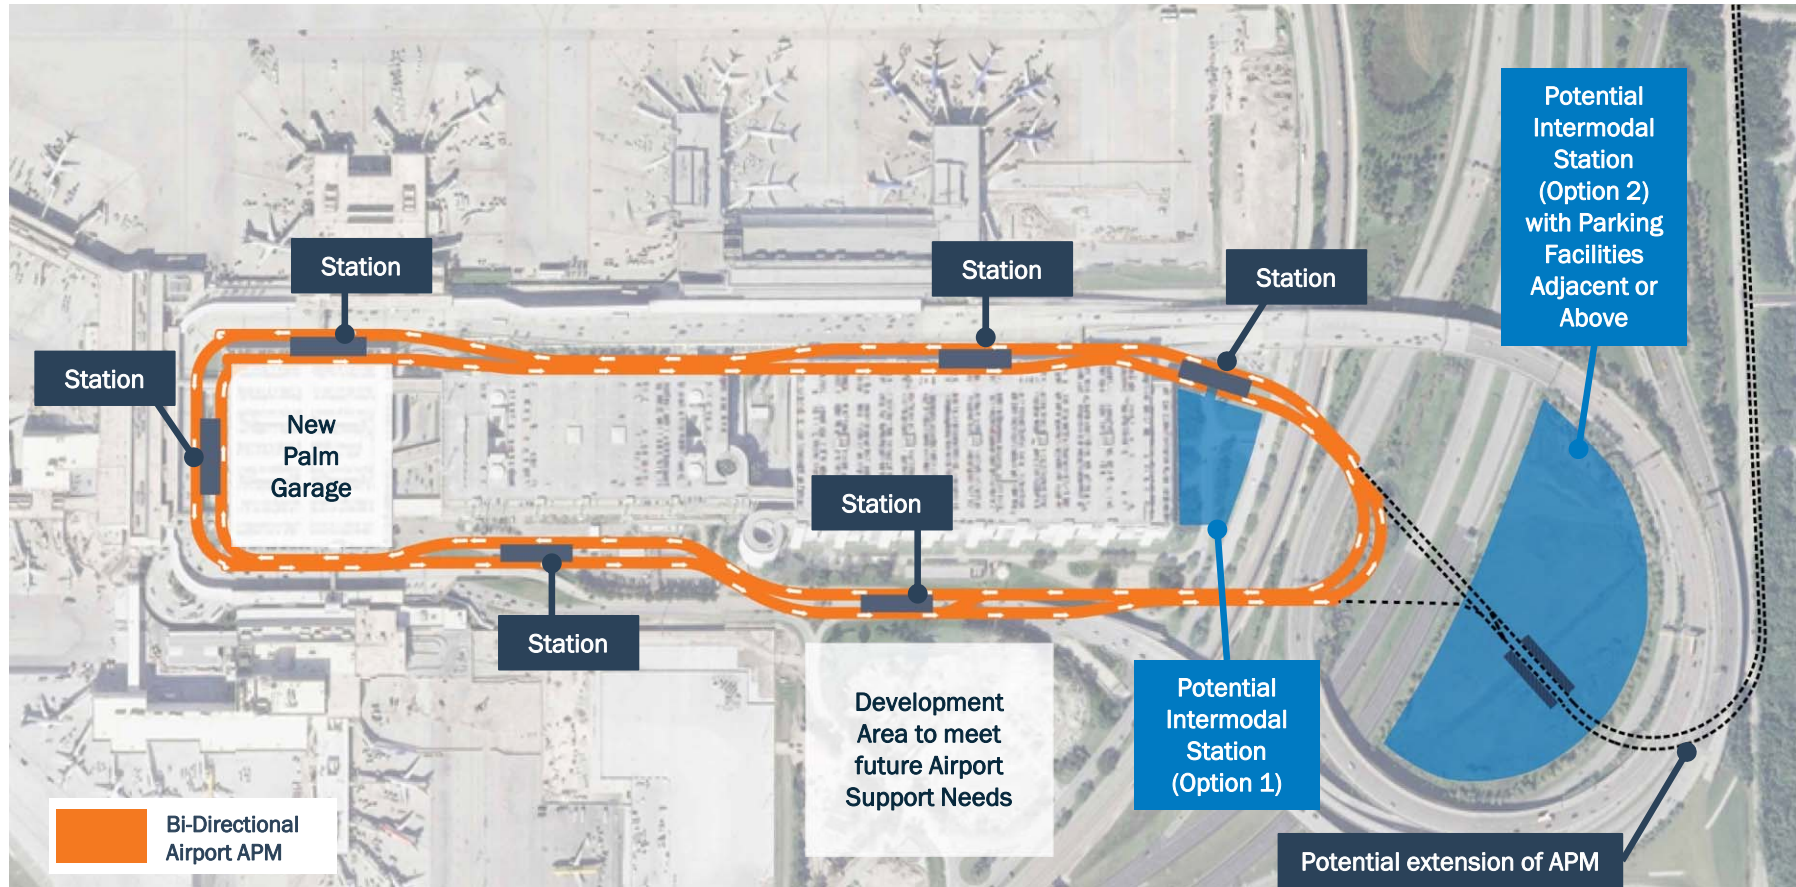 Potential
Intermodal
Station
(Option 2)
with Parking
Facilities
Adjacent or
Above
Station
Station
Station
Station
New
Palm
Garage
Station
Station
Potential
Intermodal
Station
(Option 1)
Development
Area to meet
future Airport
Support Needs
Bi-Directional
Airport APM
Potential extension of APM